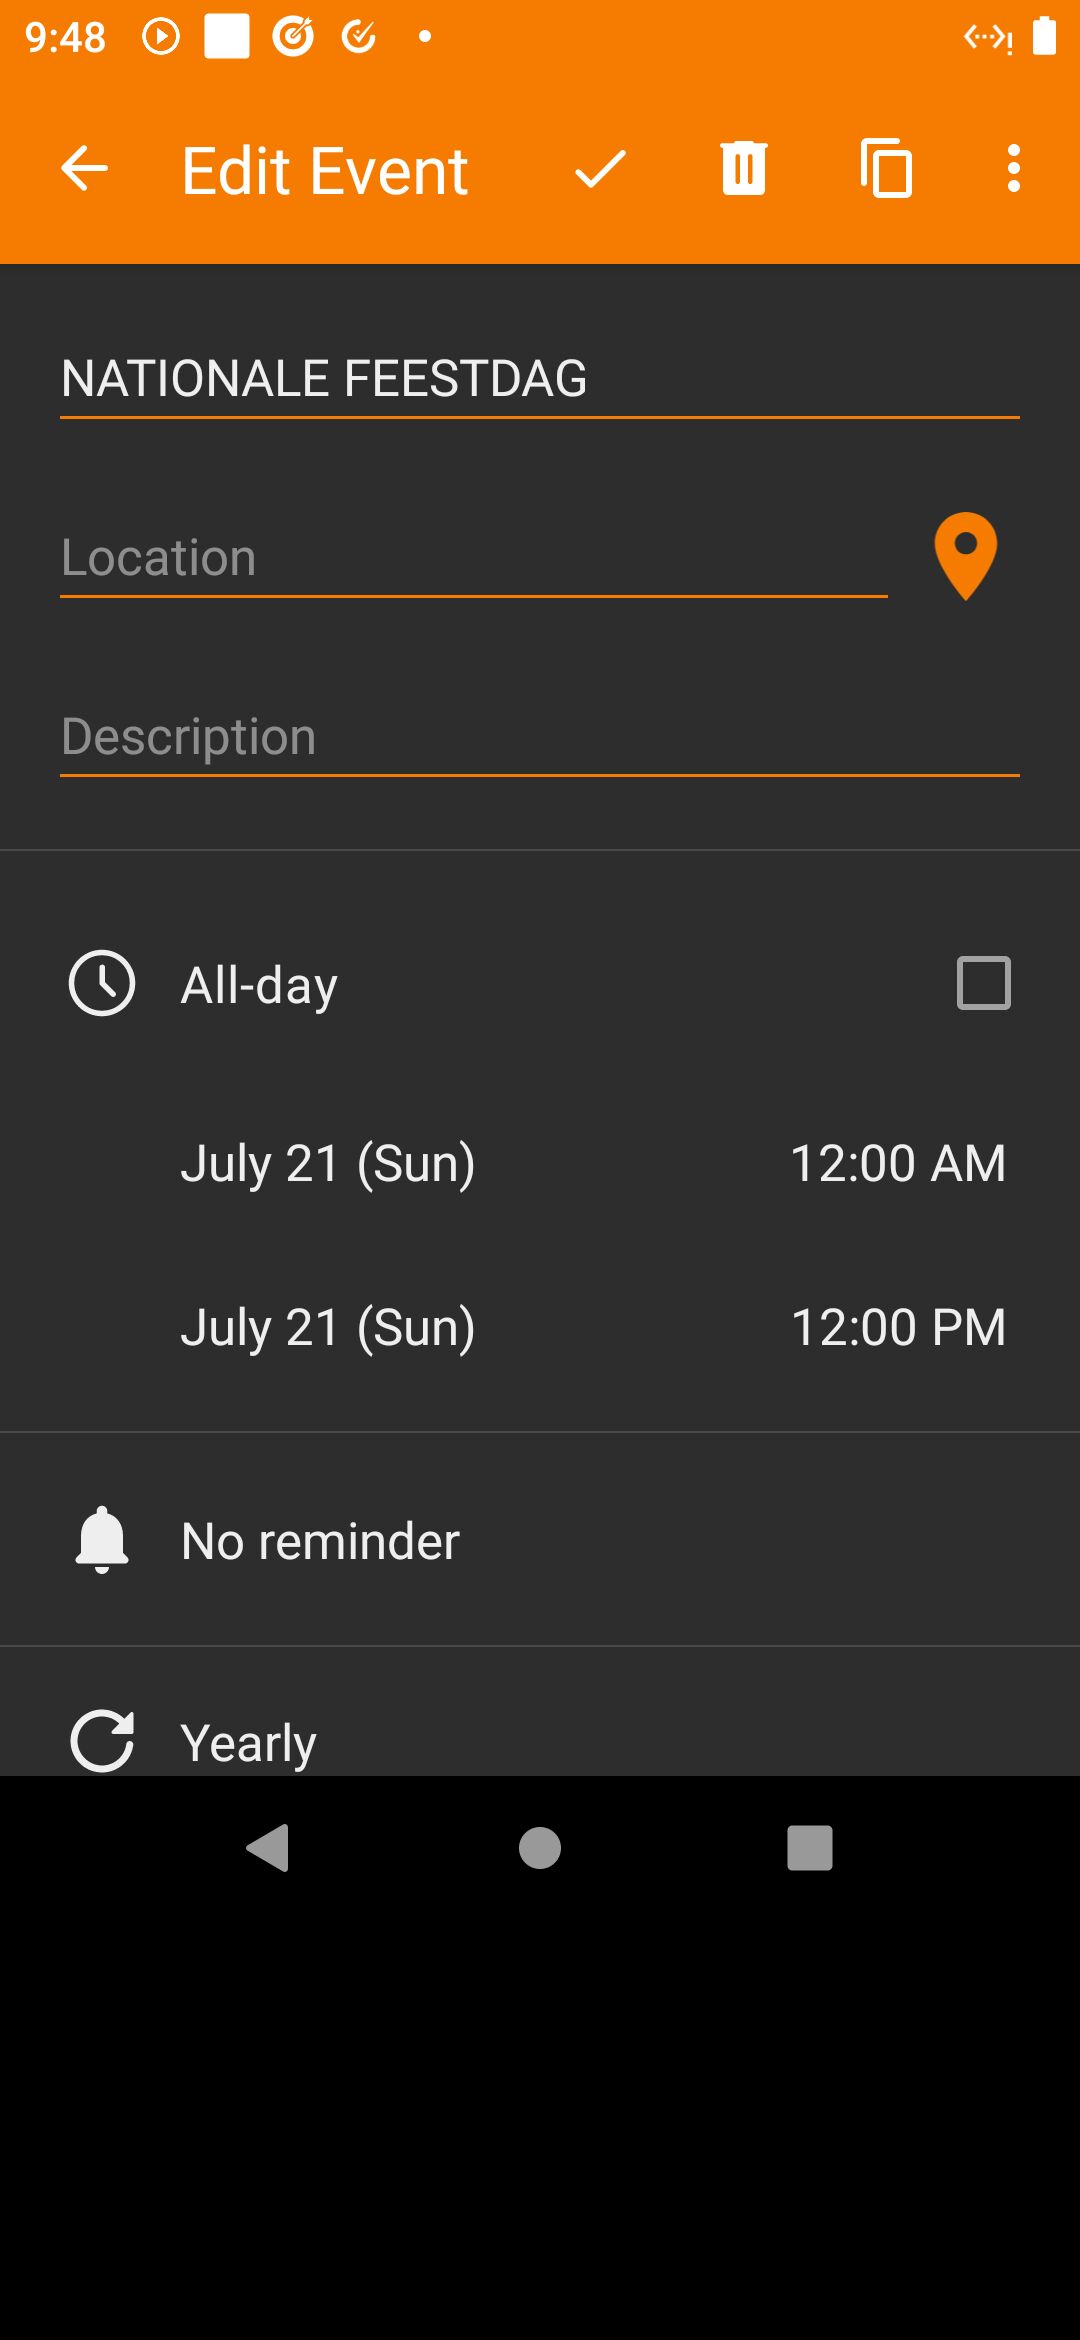 9:48
Edit Event
NATIONALE FEESTDAG
Location
Description
All-day
July 21 (Sun) 12:00 AM
July 21 (Sun) 12:00 PM
No reminder
Yearly